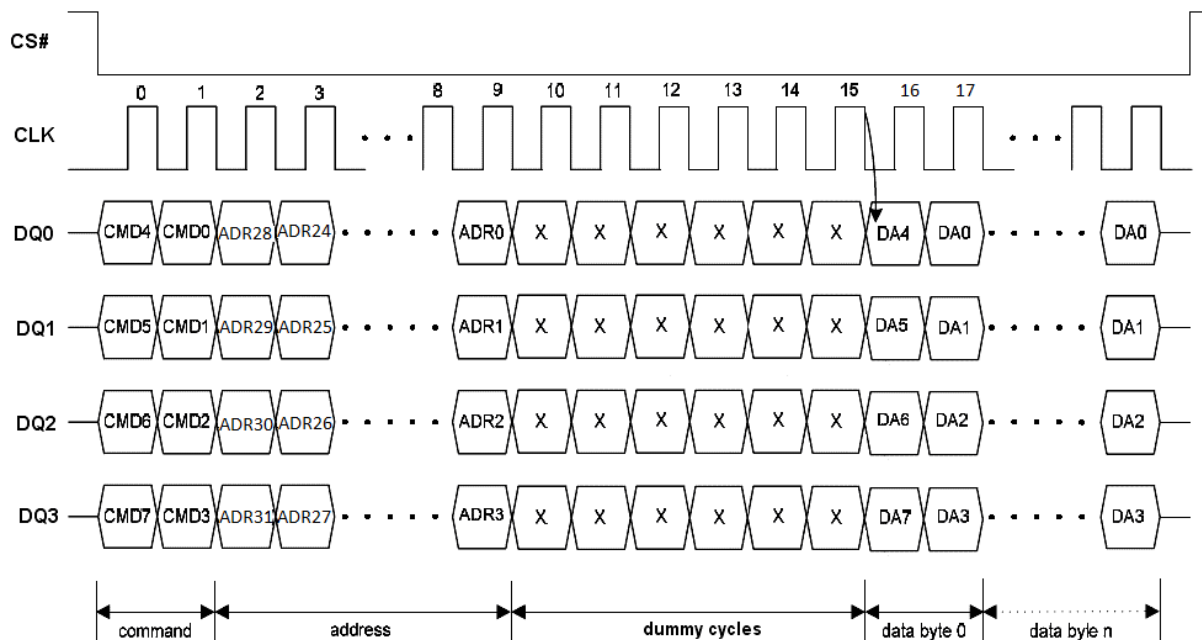 CS#
0 1 2 3 8 9 10 11 12 13 14 15 16 17
CLK
DQ0 CMD4 CMD0 ADR28 ADR24 ADR0 X X X X X X DA4 DA0 DA0
DQ1 CMD5 CMD1 ADR29 ADR25 ADR1 X X X X X X DA5 DA1 DA1
DQ2 CMD6 CMD2 ADR30 ADR26 ADR2 X X X X X X DA6 DA2 DA2
DQ3 CMD7 CMD3 ADR31 ADR27 ADR3 X X X X X X DA7 DA3 DA3
command address dummy cycles data byte 0 data byte n